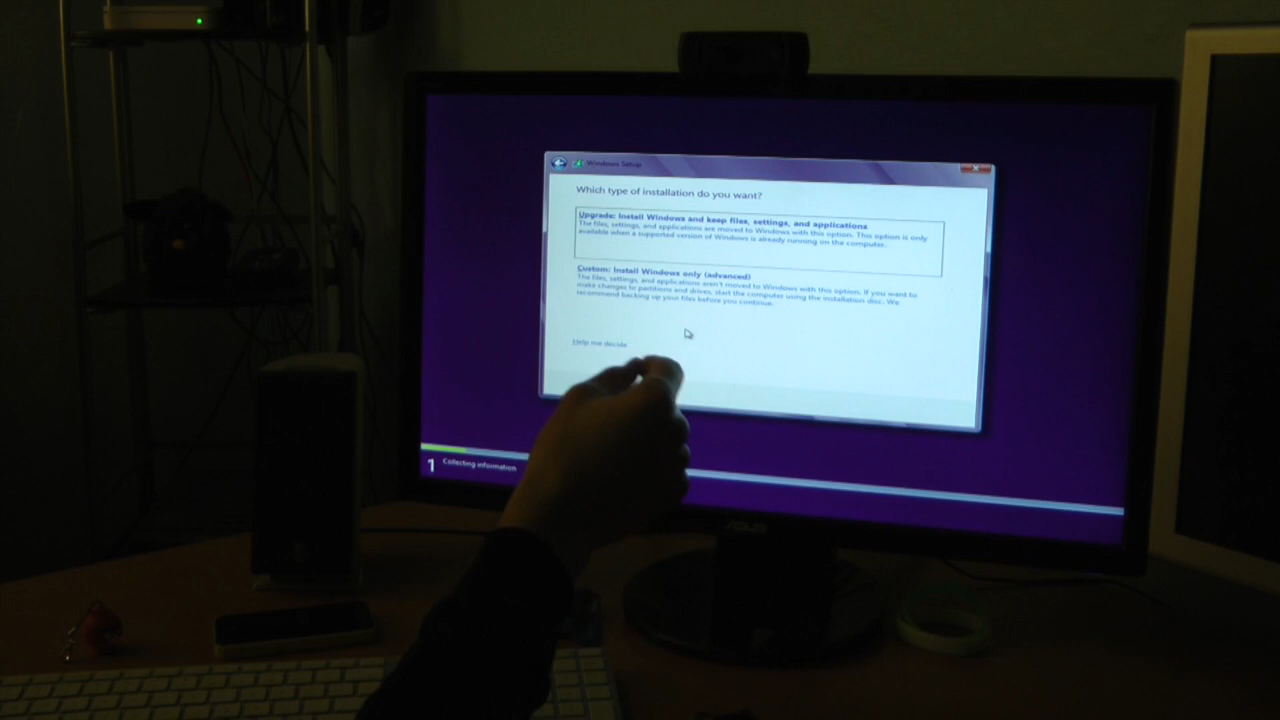 Windows Setup
Which type of installation do you want?
Upgrade: Install Windows and keep files, settings, and applications
The files, settings, and applications are moved to Windows with this option. This option is only
available when a supported version of Windows is already running on the computer.
Custom: Install Windows only (advanced)
The files, settings, and applications aren't moved to Windows with this option. If you want to
make changes to partitions and drives, start the computer using the installation disc. We
recommend backing up your files before you continue.
Help me decide
1 Collecting information
ASUS